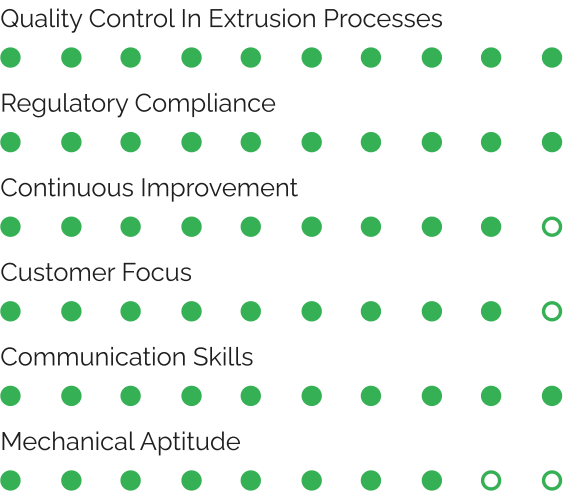 Quality Control In Extrusion Processes
Regulatory Compliance
Continuous Improvement
Customer Focus
Communication Skills
Mechanical Aptitude